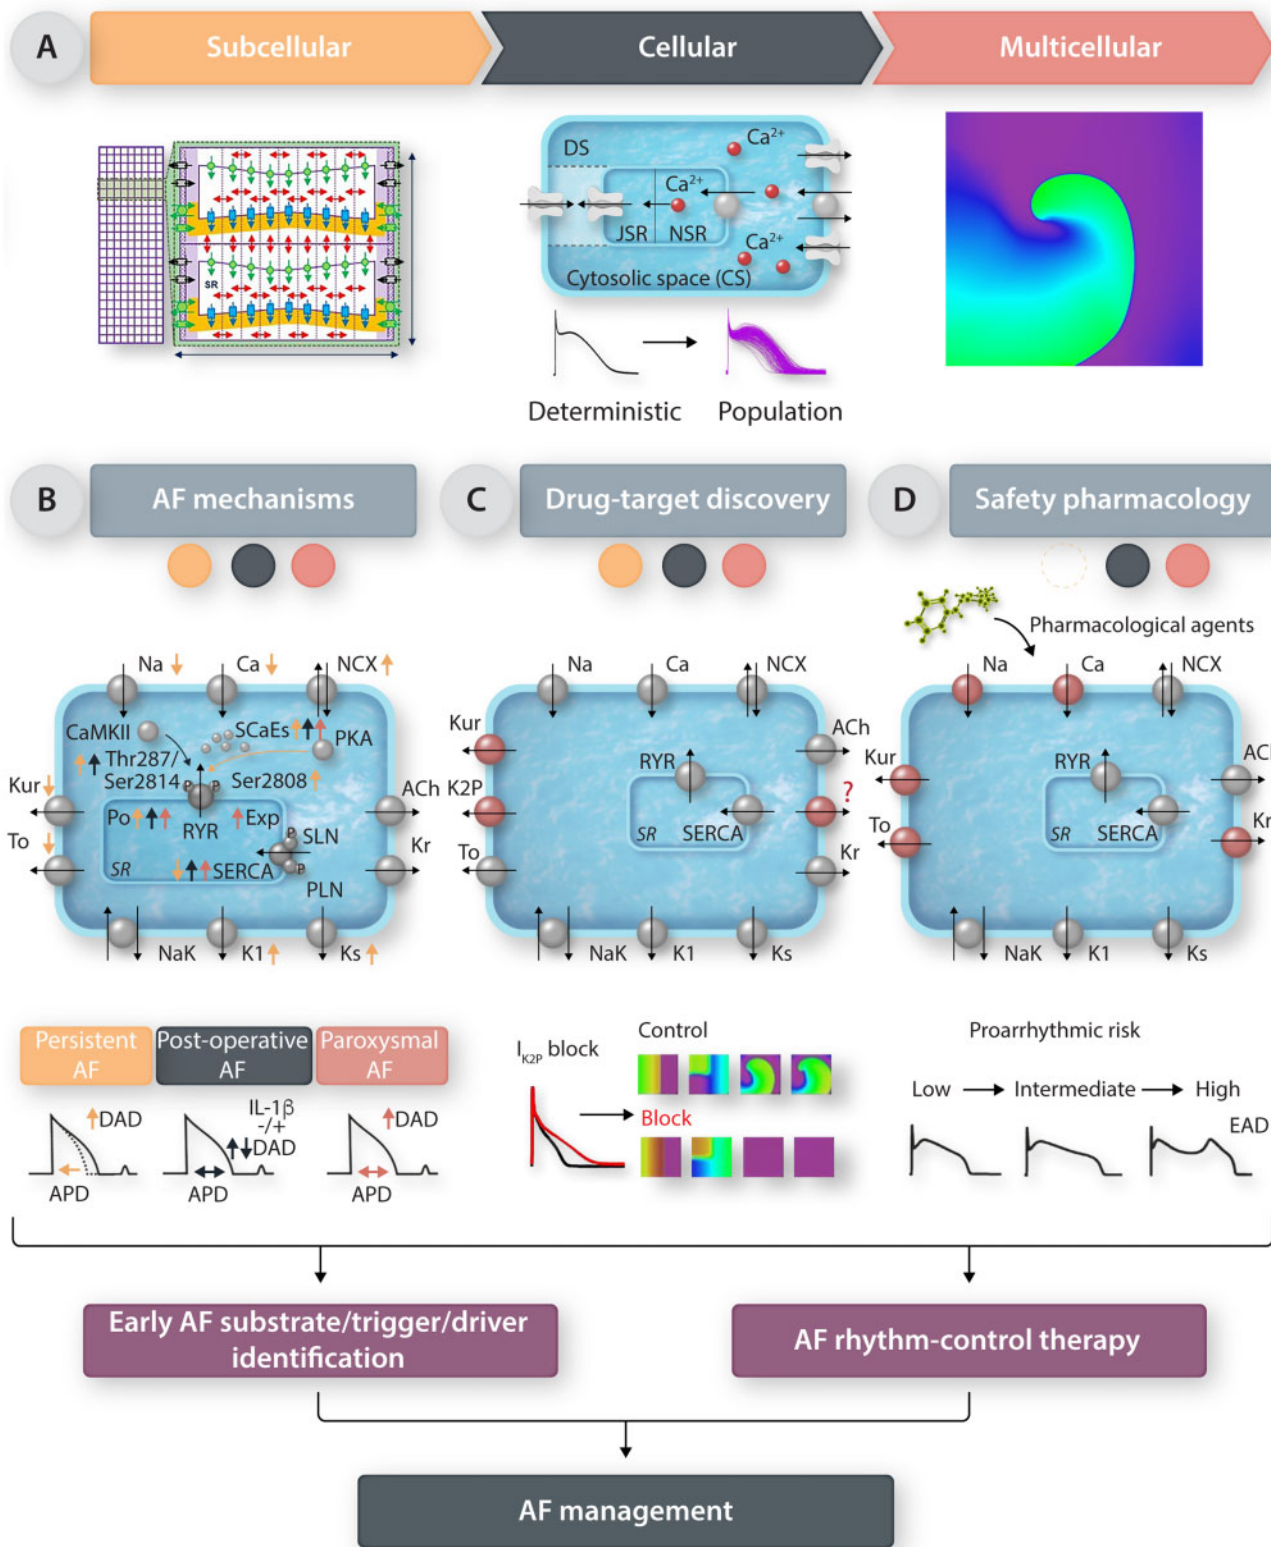 A
Subcellular
Cellular
Multicellular
SR
DS
Ca²⁺
Ca²⁺
JSR
NSR
Ca²⁺
Cytosolic space (CS)
Deterministic
Population
B
AF mechanisms
C
Drug-target discovery
D
Safety pharmacology
Pharmacological agents
Na
Ca
NCX
CaMKII
SCaEs
PKA
Thr287/
Ser2814
Ser2808
P
P
Kur
ACh
Po
RYR
Exp
To
SLN
P
Kr
SR
SERCA
P
PLN
NaK
K1
Ks
Na
Ca
NCX
Kur
ACh
RYR
K2P
?
SERCA
To
SR
Kr
NaK
K1
Ks
Na
Ca
NCX
Kur
RYR
To
SERCA
SR
NaK
K1
Ks
Persistent
AF
Post-operative
AF
Paroxysmal
AF
DAD
APD
IL-1β
-/+
DAD
APD
DAD
APD
I_K2P block
Control
Block
Proarrhythmic risk
Low
Intermediate
High
EAD
Early AF substrate/trigger/driver
identification
AF rhythm-control therapy
AF management